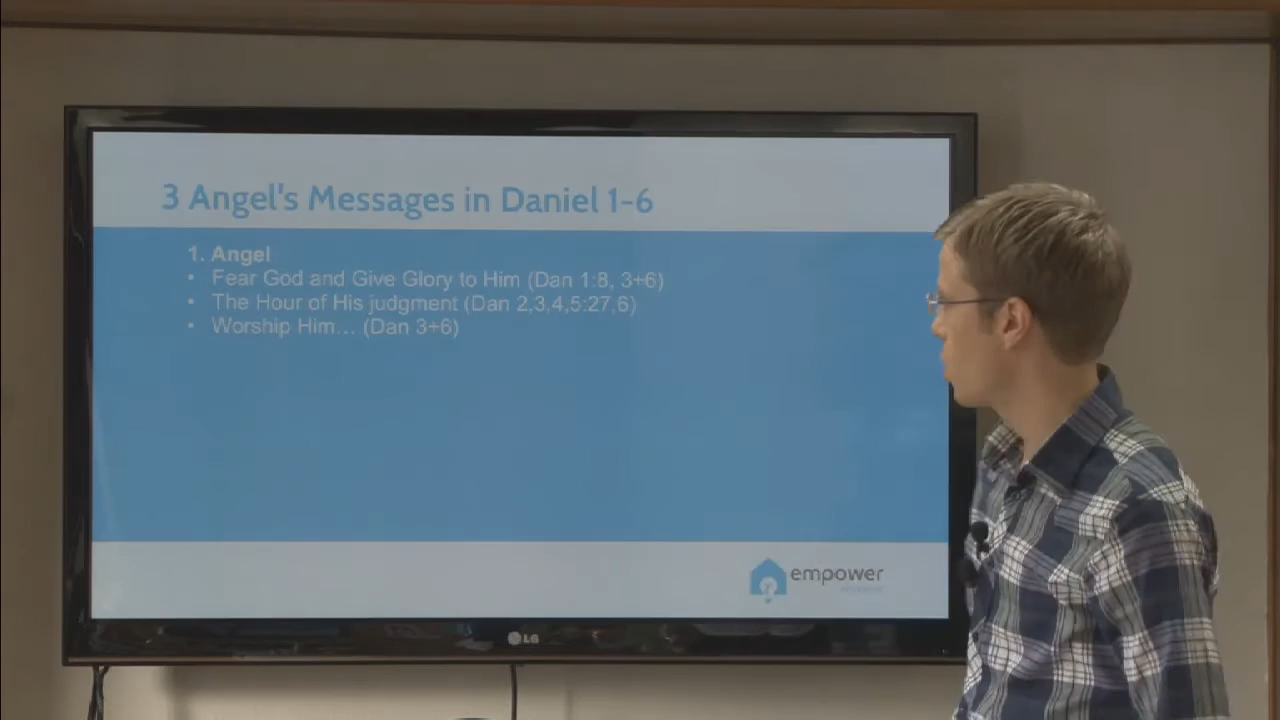 3 Angel's Messages in Daniel 1-6
1. Angel
• Fear God and Give Glory to Him (Dan 1:8, 3+6)
• The Hour of His judgment (Dan 2,3,4,5:27,6)
• Worship Him... (Dan 3+6)
empower
LG